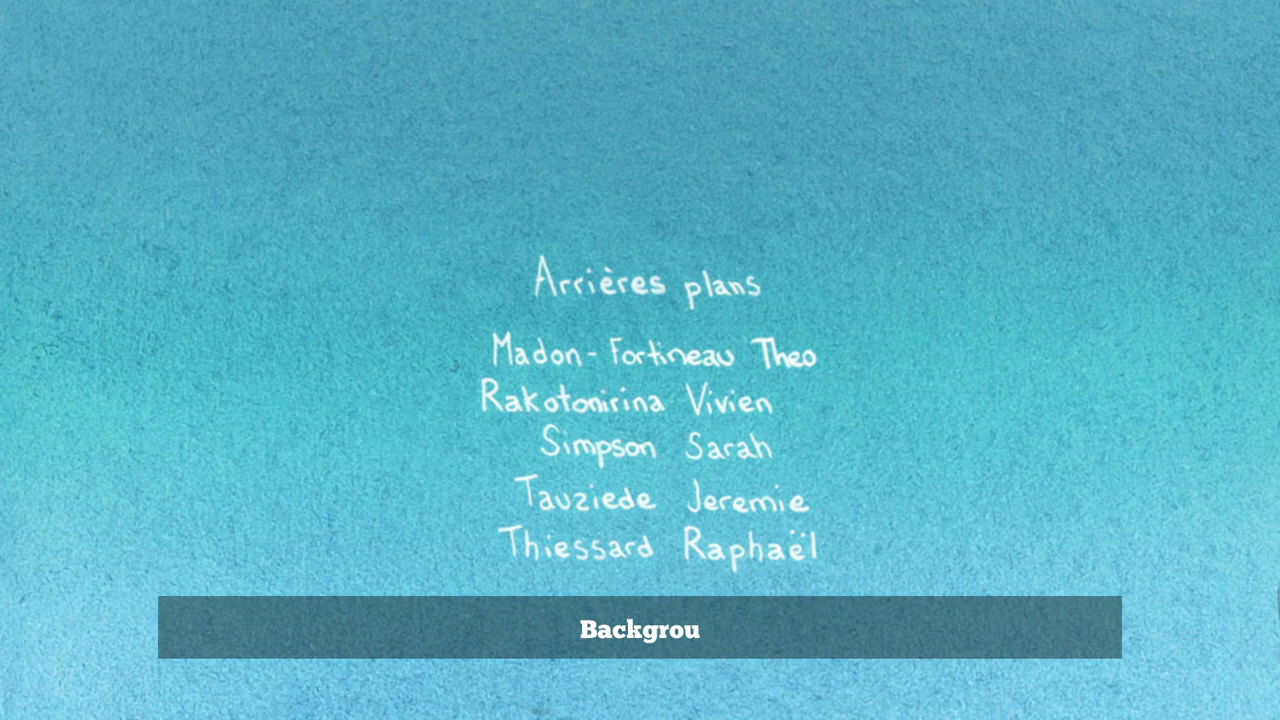 Arrières plans
Madon-Fortineau Theo
Rakotonirina Vivien
Simpson Sarah
Tauziede Jeremie
Thiessard Raphaël
Backgrou